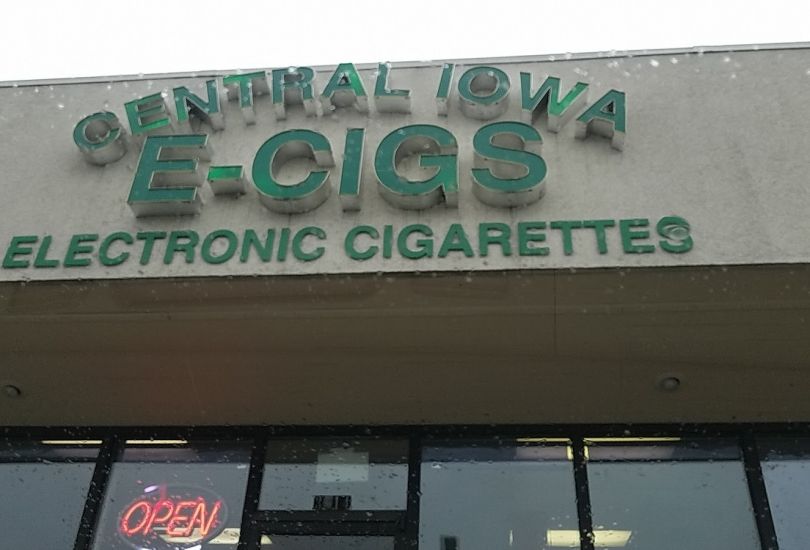 CENTRAL IOWA
E-CIGS
ELECTRONIC CIGARETTES
OPEN